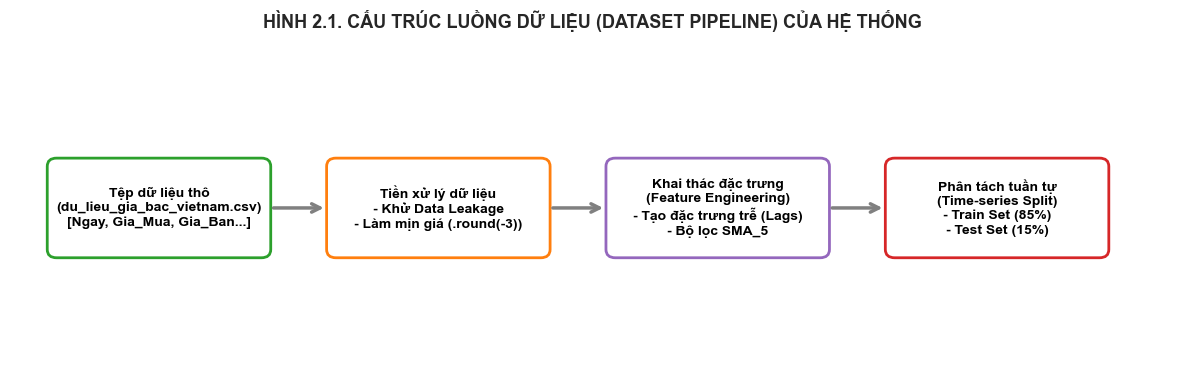 HÌNH 2.1. CẤU TRÚC LUỒNG DỮ LIỆU (DATASET PIPELINE) CỦA HỆ THỐNG
Tệp dữ liệu thô
(du_lieu_gia_bac_vietnam.csv)
[Ngay, Gia_Mua, Gia_Ban...]
Tiền xử lý dữ liệu
- Khử Data Leakage
- Làm mịn giá (.round(-3))
Khai thác đặc trưng
(Feature Engineering)
- Tạo đặc trưng trễ (Lags)
- Bộ lọc SMA_5
Phân tách tuần tự
(Time-series Split)
- Train Set (85%)
- Test Set (15%)